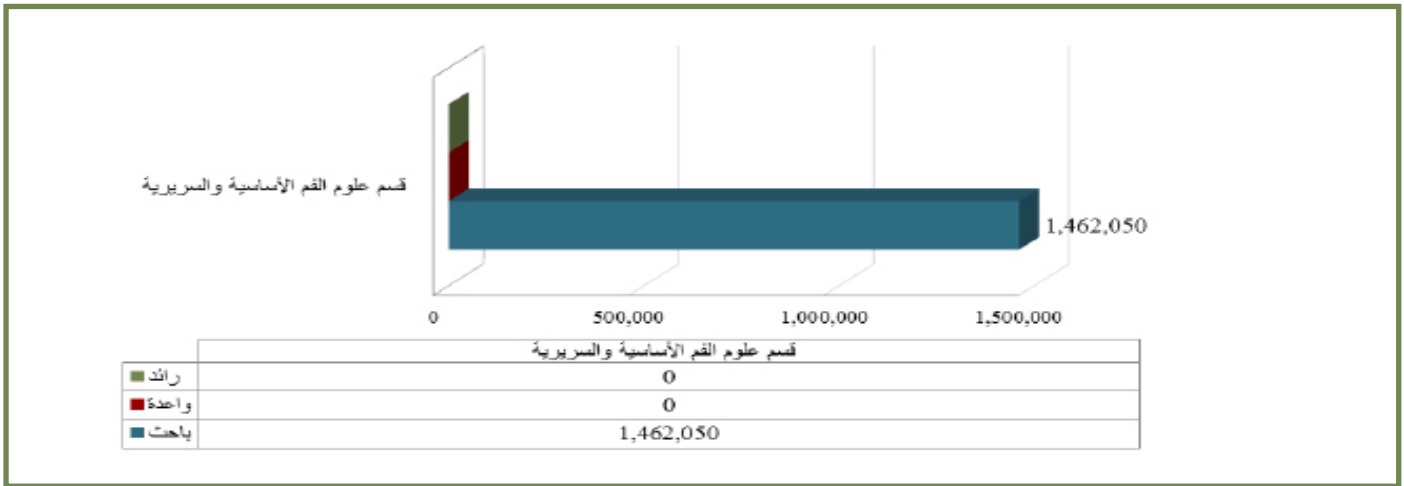 قسم علوم الفم الأساسية والسريرية
1,462,050
0 500,000 1,000,000 1,500,000
قسم علوم الفم الأساسية والسريرية
رائد 0
واعدة 0
باحث 1,462,050